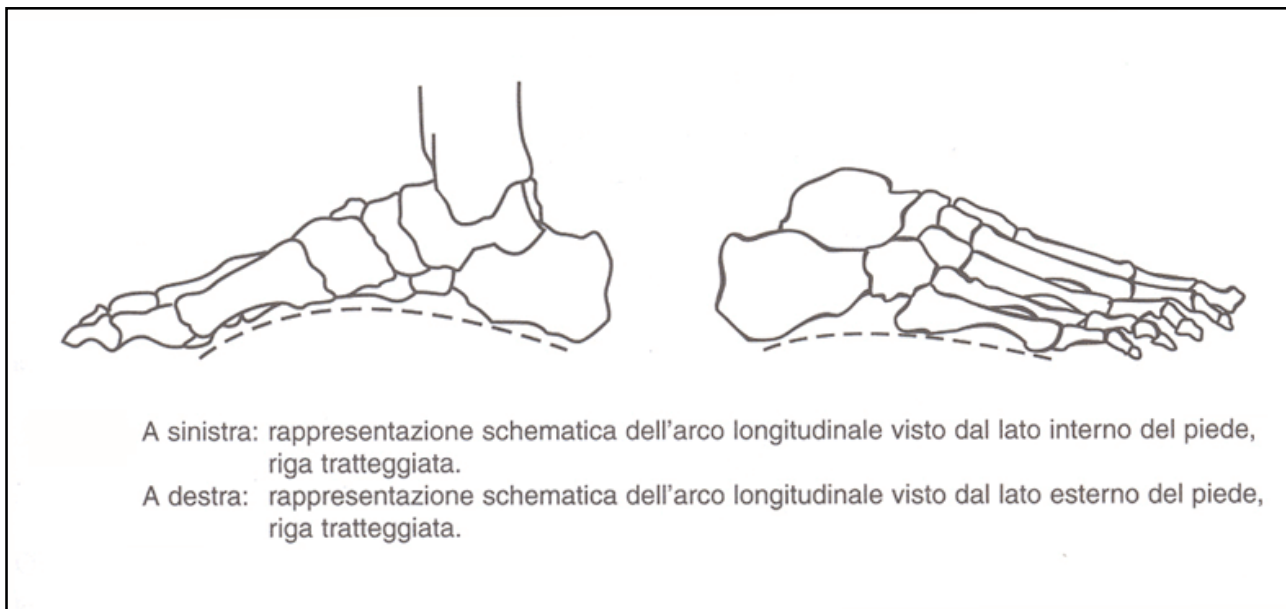 A sinistra: rappresentazione schematica dell'arco longitudinale visto dal lato interno del piede,
riga tratteggiata.
A destra: rappresentazione schematica dell'arco longitudinale visto dal lato esterno del piede,
riga tratteggiata.